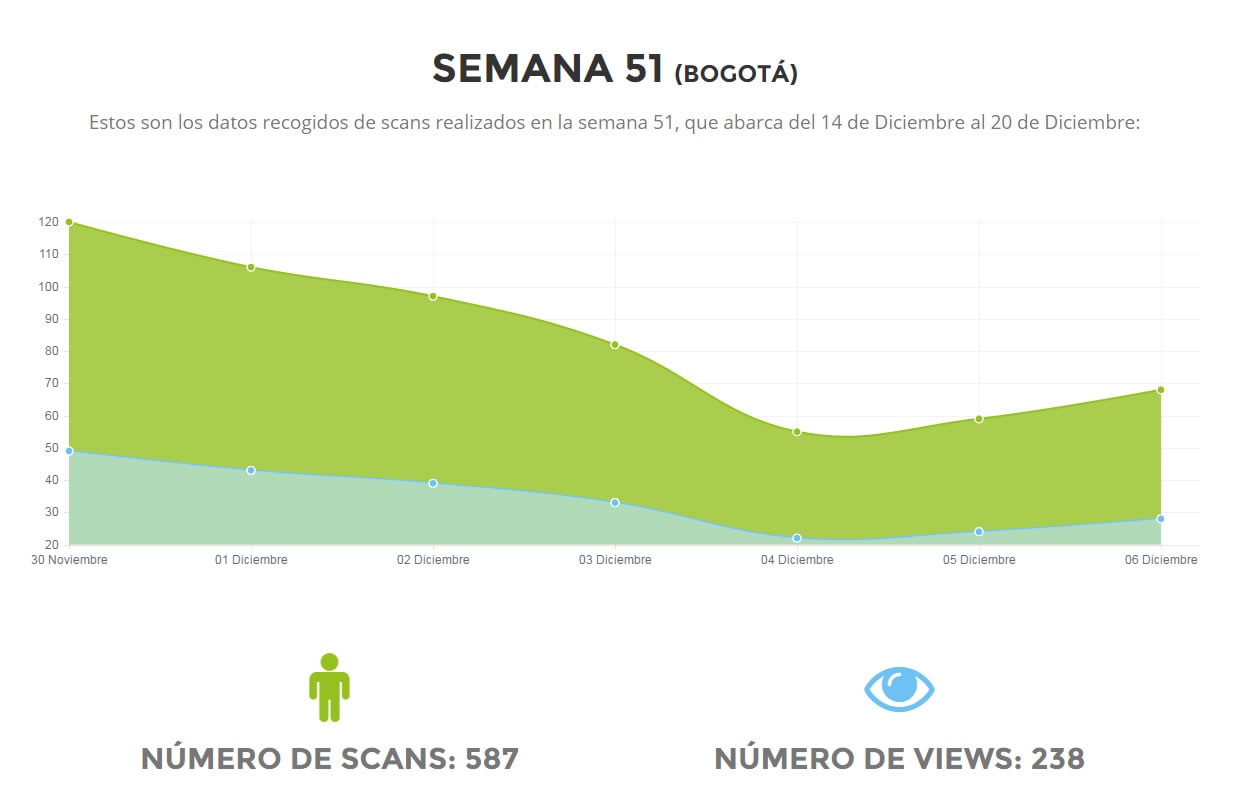 SEMANA 51 (BOGOTÁ)
Estos son los datos recogidos de scans realizados en la semana 51, que abarca del 14 de Diciembre al 20 de Diciembre:
120
110
100
90
80
70
60
50
40
30
20
30 Noviembre 01 Diciembre 02 Diciembre 03 Diciembre 04 Diciembre 05 Diciembre 06 Diciembre
NÚMERO DE SCANS: 587 NÚMERO DE VIEWS: 238